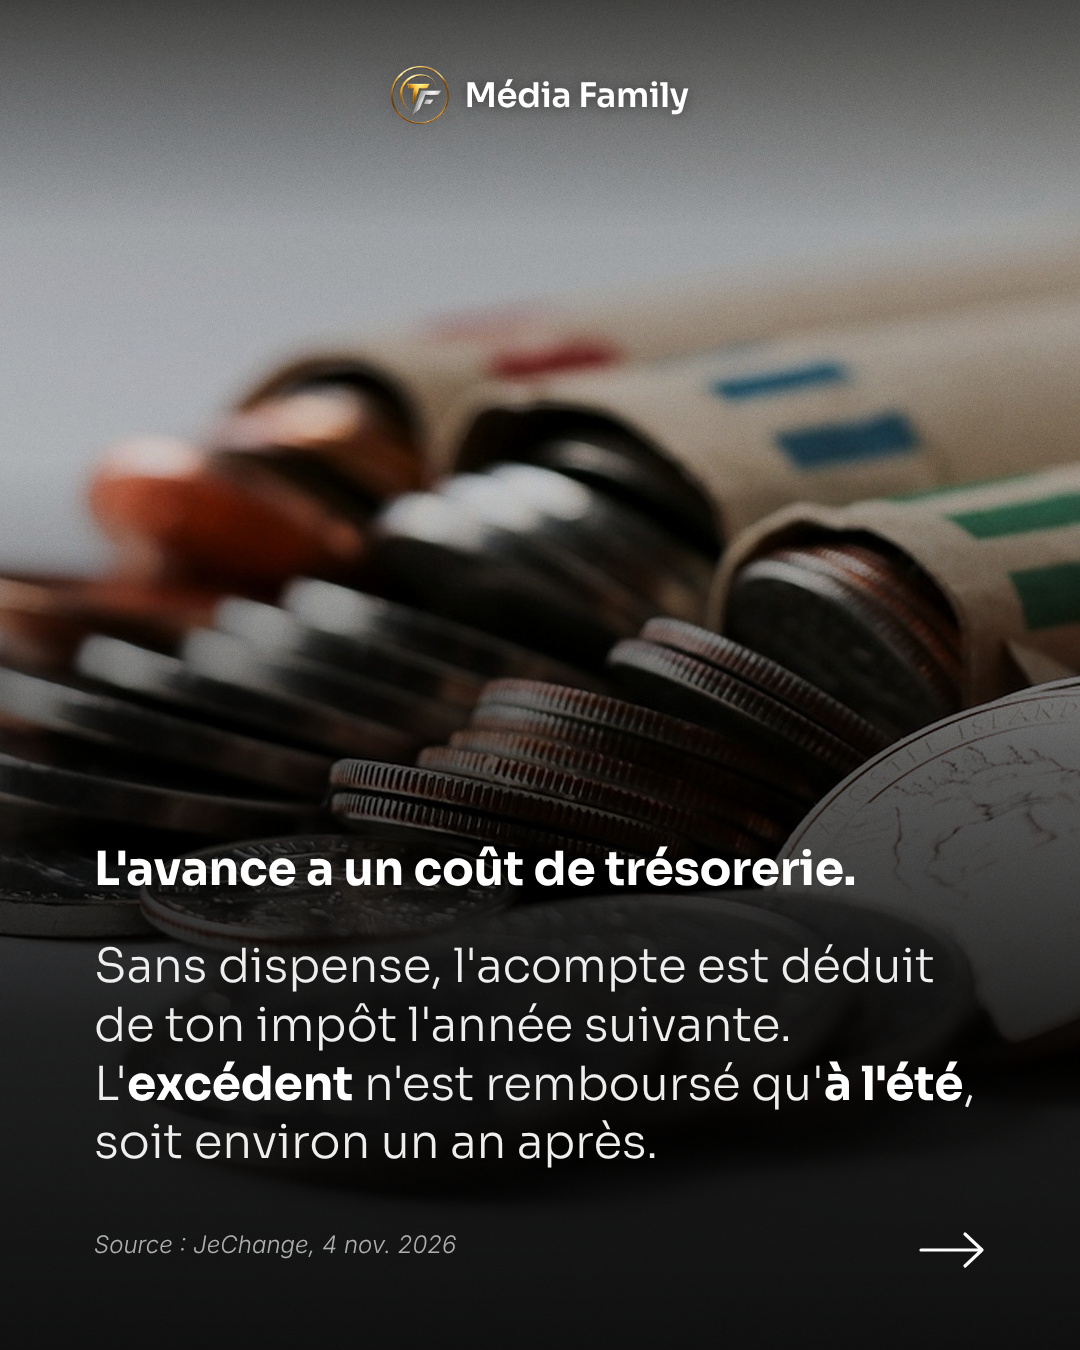 Média Family
L'avance a un coût de trésorerie.
Sans dispense, l'acompte est déduit
de ton impôt l'année suivante.
L'excédent n'est remboursé qu'à l'été,
soit environ un an après.
Source : JeChange, 4 nov. 2026